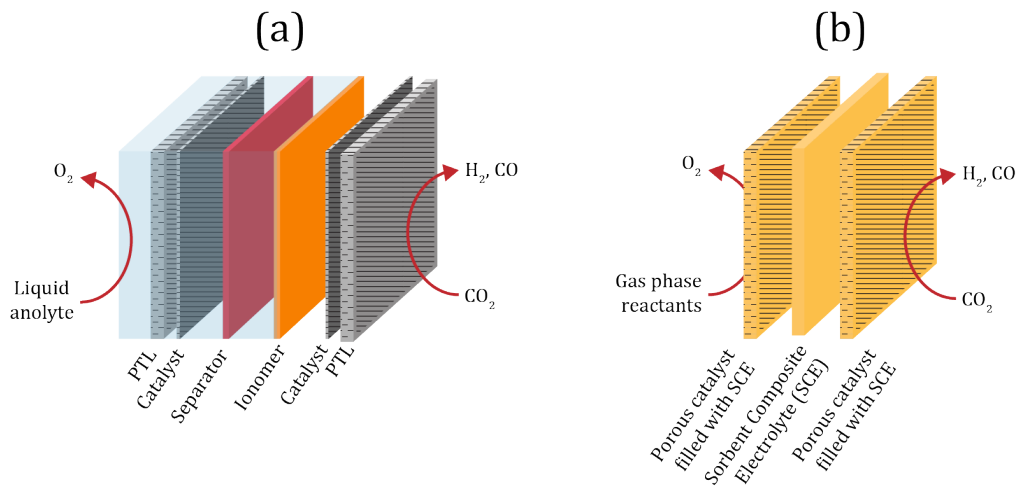 (a)
O2
Liquid
anolyte
H2, CO
CO2
PTL
Catalyst
Separator
Ionomer
Catalyst
PTL
(b)
O2
Gas phase
reactants
H2, CO
CO2
Porous catalyst
filled with SCE
Sorbent Composite
Electrolyte (SCE)
Porous catalyst
filled with SCE